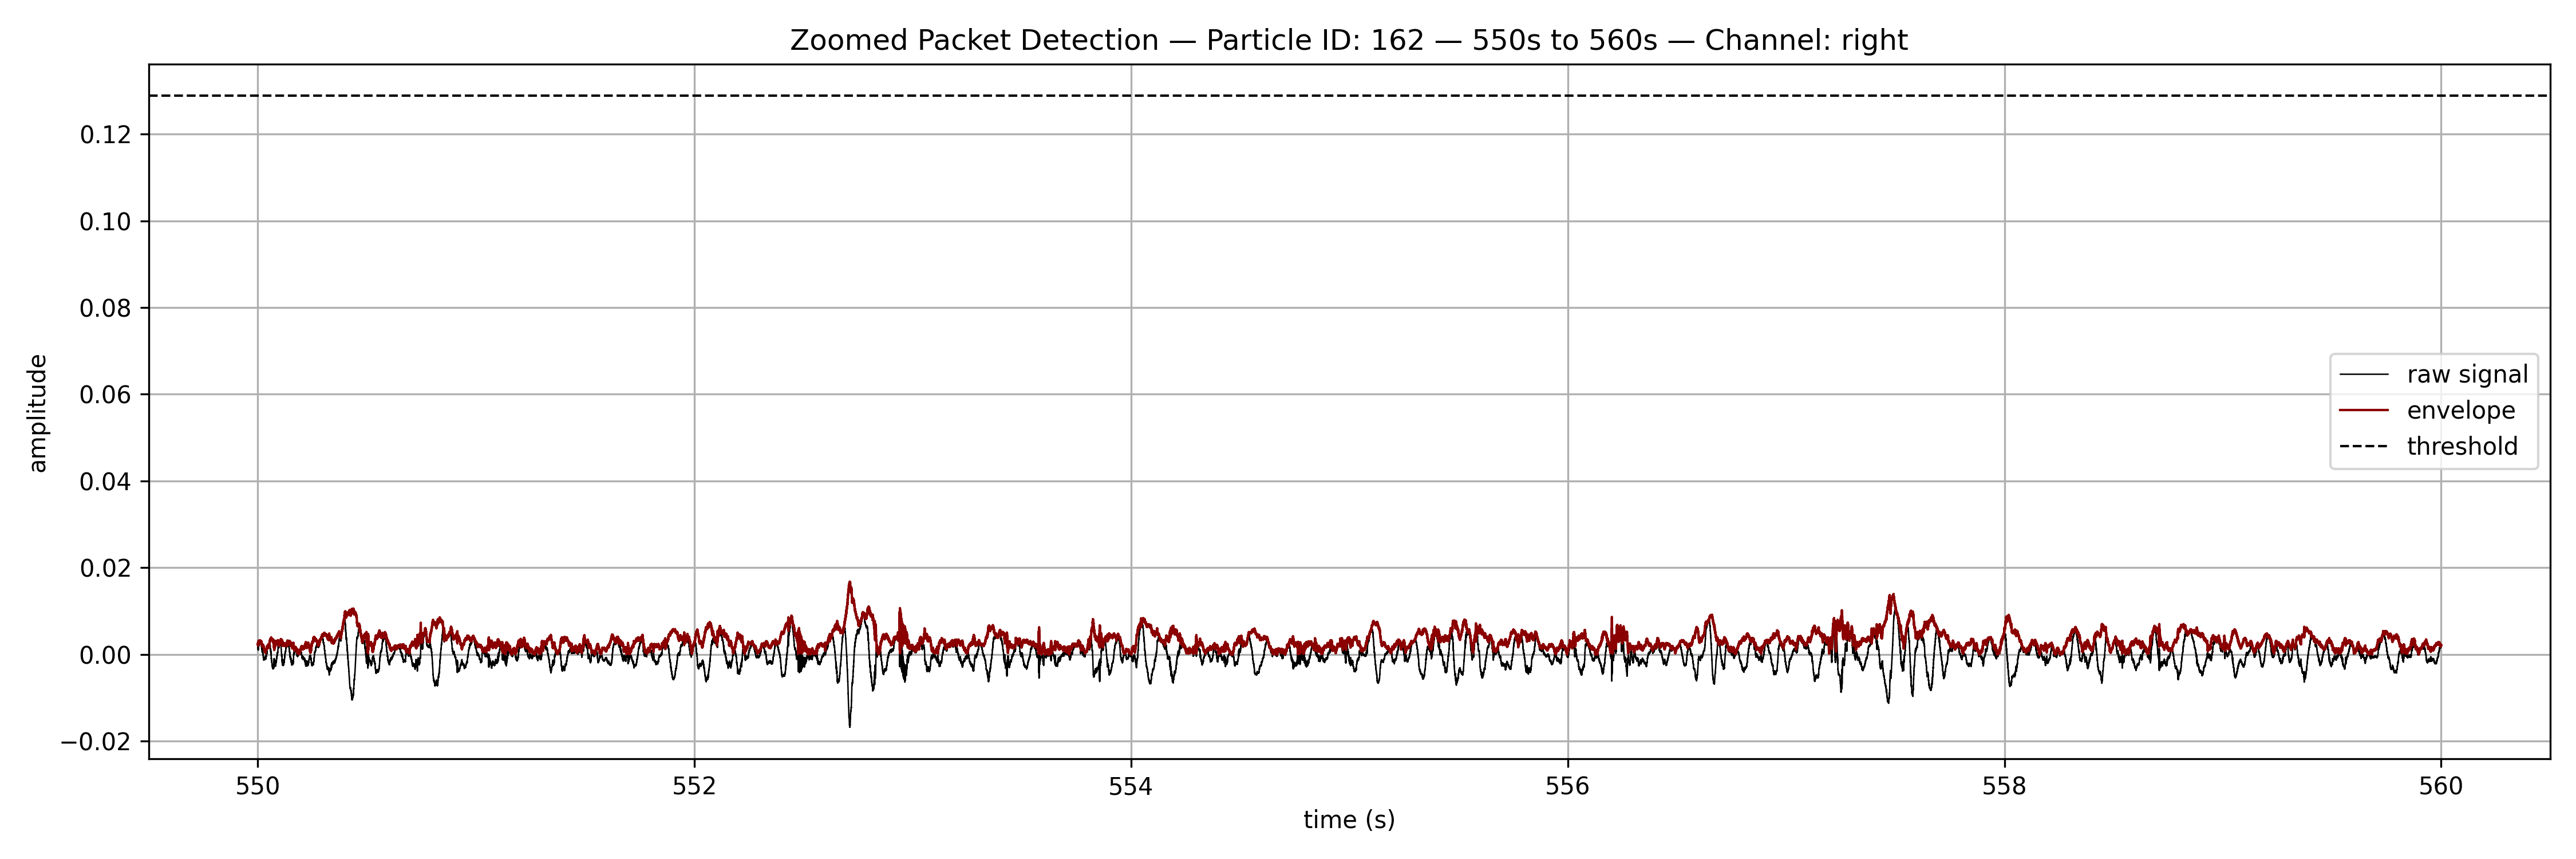 Zoomed Packet Detection — Particle ID: 162 — 550s to 560s — Channel: right
0.12
0.10
0.08
0.06
0.04
0.02
0.00
−0.02
amplitude
raw signal
envelope
threshold
550 552 554 556 558 560
time (s)